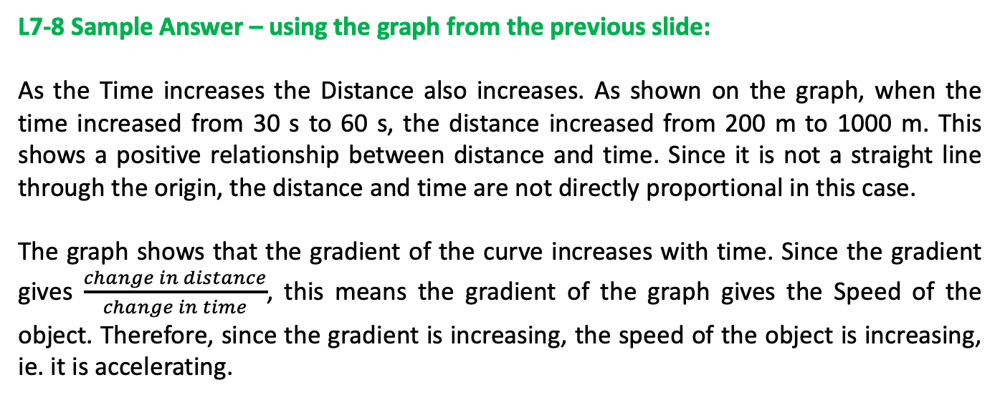 L7-8 Sample Answer – using the graph from the previous slide:
As the Time increases the Distance also increases. As shown on the graph, when the
time increased from 30 s to 60 s, the distance increased from 200 m to 1000 m. This
shows a positive relationship between distance and time. Since it is not a straight line
through the origin, the distance and time are not directly proportional in this case.
The graph shows that the gradient of the curve increases with time. Since the gradient
gives change in distance / change in time, this means the gradient of the graph gives the Speed of the
object. Therefore, since the gradient is increasing, the speed of the object is increasing,
ie. it is accelerating.